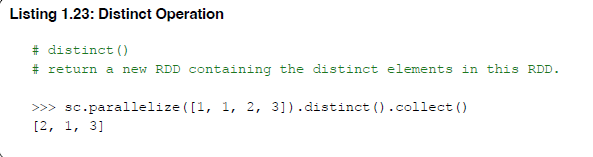 Listing 1.23: Distinct Operation
# distinct()
# return a new RDD containing the distinct elements in this RDD.
>>> sc.parallelize([1, 1, 2, 3]).distinct().collect()
[2, 1, 3]